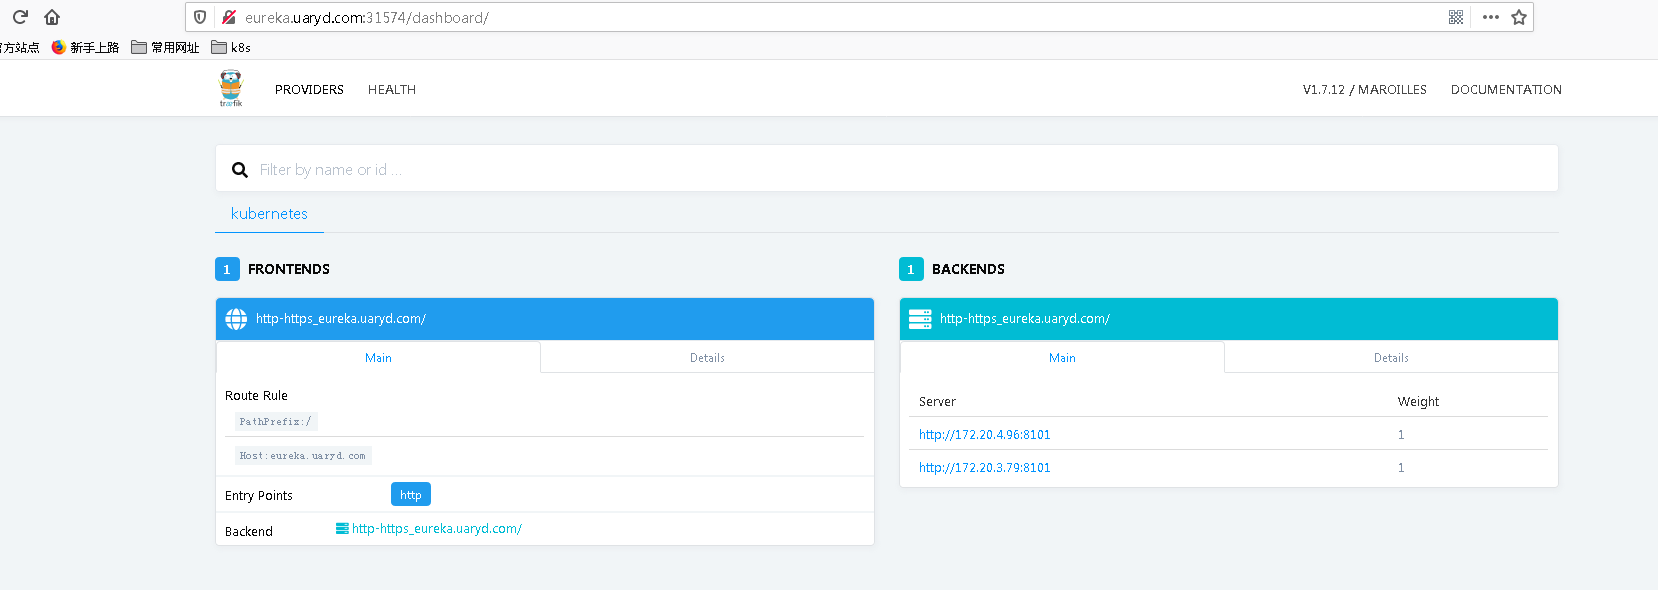 eureka.uaryd.com:31574/dashboard/
官方站点 新手上路 常用网址 k8s
træfik PROVIDERS HEALTH V1.7.12 / MAROILLES DOCUMENTATION
Filter by name or id ...
kubernetes
1 FRONTENDS
http-https_eureka.uaryd.com/
Main Details
Route Rule
PathPrefix:/
Host:eureka.uaryd.com
Entry Points http
Backend http-https_eureka.uaryd.com/
1 BACKENDS
http-https_eureka.uaryd.com/
Main Details
Server Weight
http://172.20.4.96:8101 1
http://172.20.3.79:8101 1